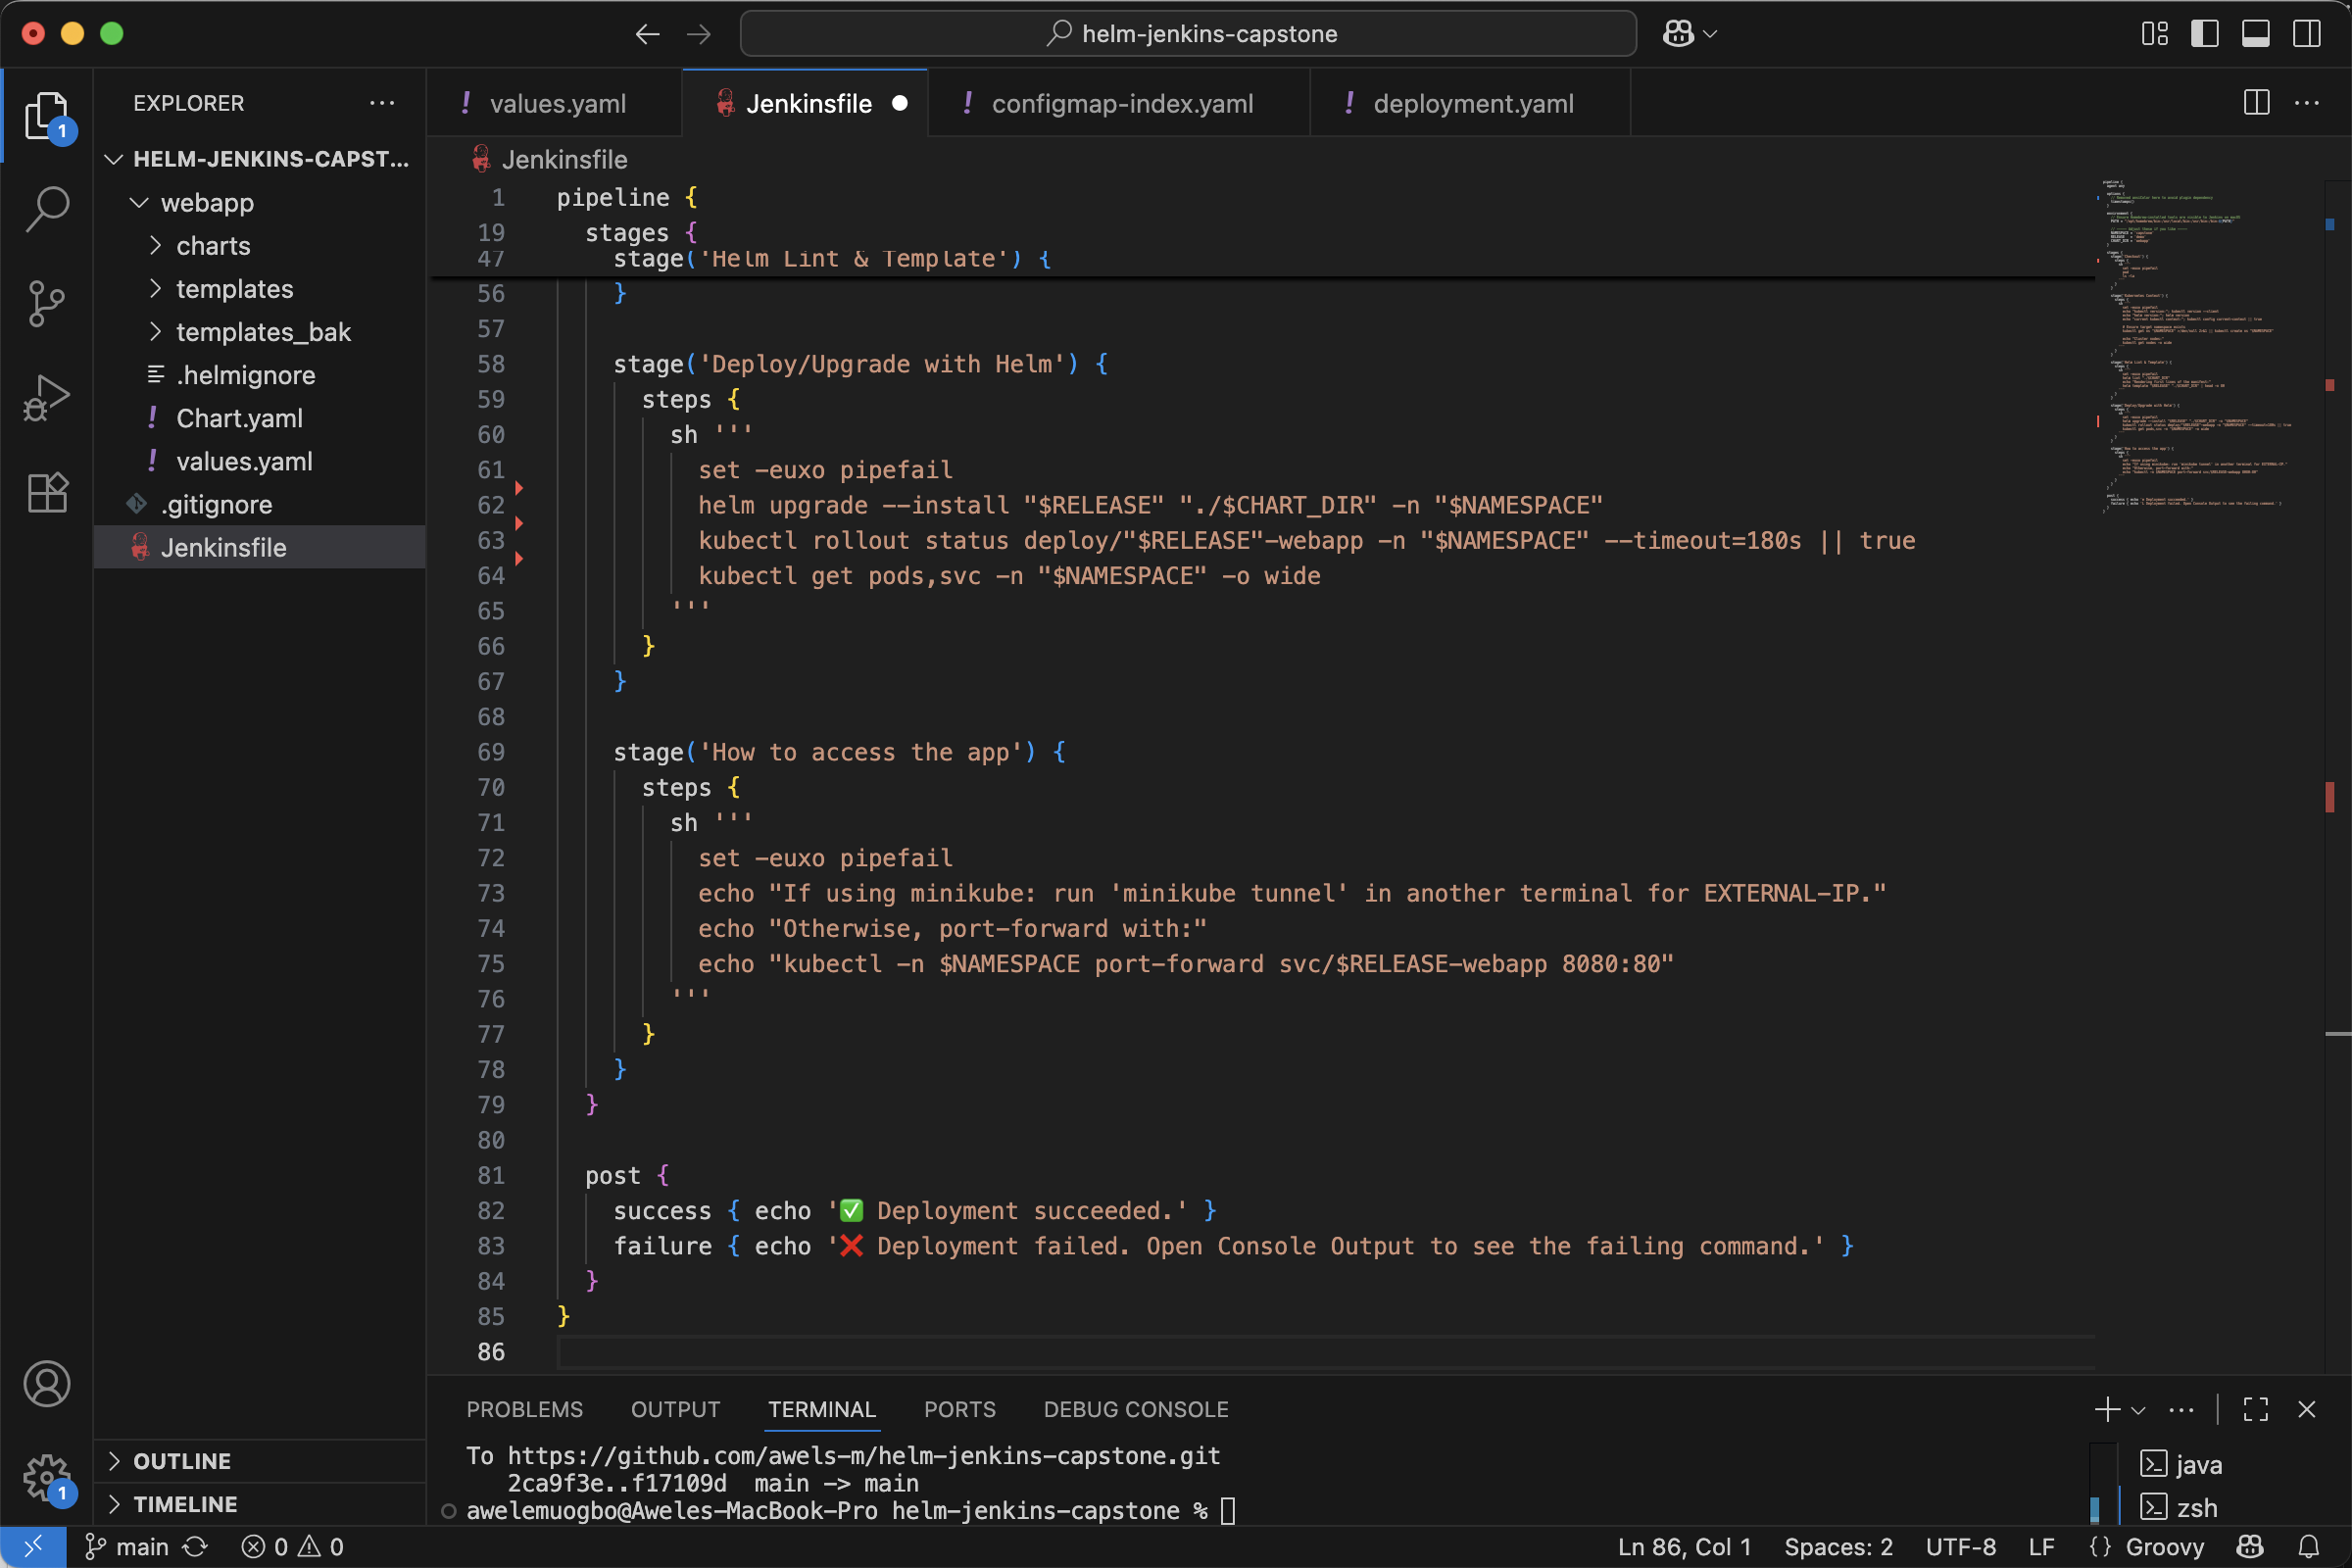 helm-jenkins-capstone
EXPLORER
HELM-JENKINS-CAPST...
webapp
charts
templates
templates_bak
.helmignore
Chart.yaml
values.yaml
.gitignore
Jenkinsfile
OUTLINE
TIMELINE
values.yaml
Jenkinsfile
configmap-index.yaml
deployment.yaml
Jenkinsfile
1 pipeline {
19 stages {
47 stage('Helm Lint & Template') {
56 }
57
58 stage('Deploy/Upgrade with Helm') {
59 steps {
60 sh '''
61 set -euxo pipefail
62 helm upgrade --install "$RELEASE" "./$CHART_DIR" -n "$NAMESPACE"
63 kubectl rollout status deploy/"$RELEASE"-webapp -n "$NAMESPACE" --timeout=180s || true
64 kubectl get pods,svc -n "$NAMESPACE" -o wide
65 '''
66 }
67 }
68
69 stage('How to access the app') {
70 steps {
71 sh '''
72 set -euxo pipefail
73 echo "If using minikube: run 'minikube tunnel' in another terminal for EXTERNAL-IP."
74 echo "Otherwise, port-forward with:"
75 echo "kubectl -n $NAMESPACE port-forward svc/$RELEASE-webapp 8080:80"
76 '''
77 }
78 }
79 }
80
81 post {
82 success { echo '✅ Deployment succeeded.' }
83 failure { echo '❌ Deployment failed. Open Console Output to see the failing command.' }
84 }
85 }
86
PROBLEMS OUTPUT TERMINAL PORTS DEBUG CONSOLE
To https://github.com/awels-m/helm-jenkins-capstone.git
2ca9f3e..f17109d main -> main
awelemuogbo@Aweles-MacBook-Pro helm-jenkins-capstone %
java
zsh
1
1
main 0 0
Ln 86, Col 1 Spaces: 2 UTF-8 LF {} Groovy